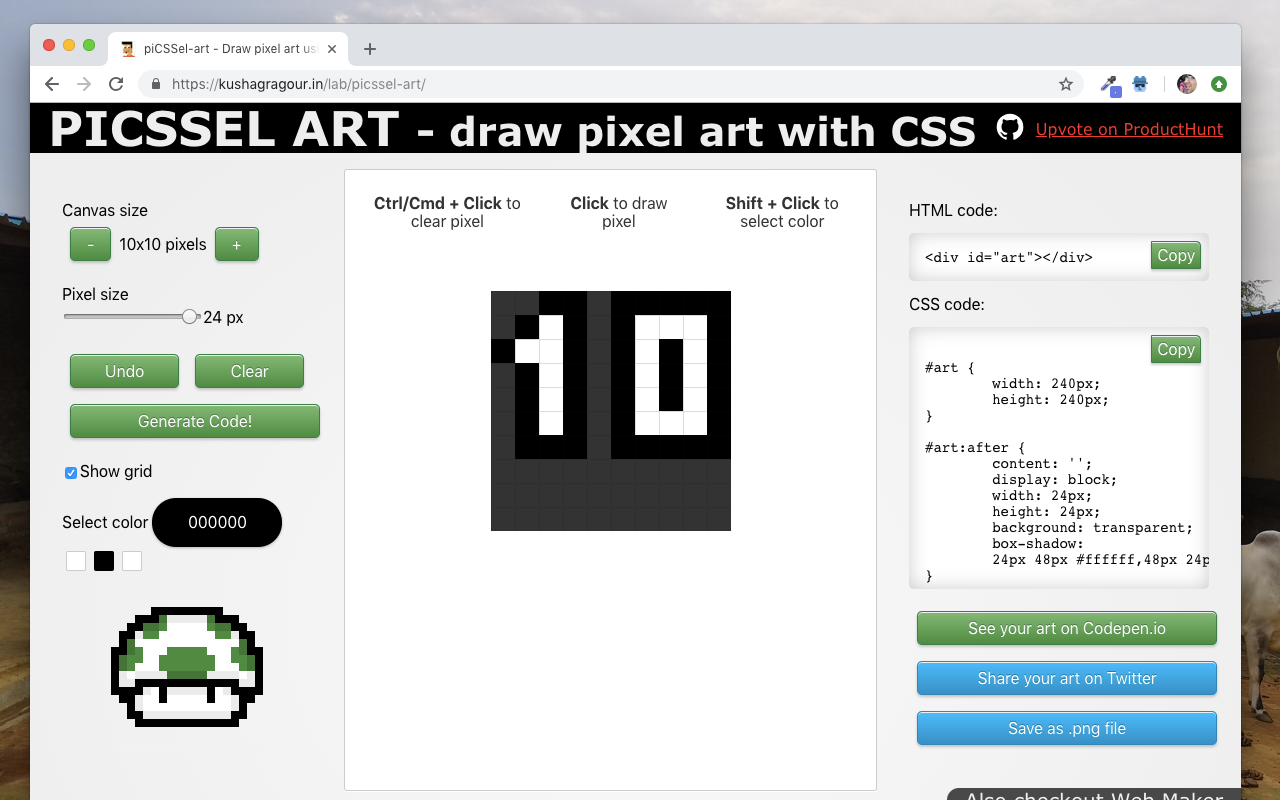 piCSSel-art - Draw pixel art us
https://kushagragour.in/lab/picssel-art/
PICSSEL ART - draw pixel art with CSS
Upvote on ProductHunt
Canvas size
- 10x10 pixels +
Pixel size
24 px
Undo Clear
Generate Code!
Show grid
Select color 000000
Ctrl/Cmd + Click to
clear pixel
Click to draw
pixel
Shift + Click to
select color
10
HTML code:
<div id="art"></div> Copy
CSS code:
Copy
#art {
width: 240px;
height: 240px;
}
#art:after {
content: '';
display: block;
width: 24px;
height: 24px;
background: transparent;
box-shadow:
24px 48px #ffffff,48px 24p
}
See your art on Codepen.io
Share your art on Twitter
Save as .png file
Also checkout Web Maker